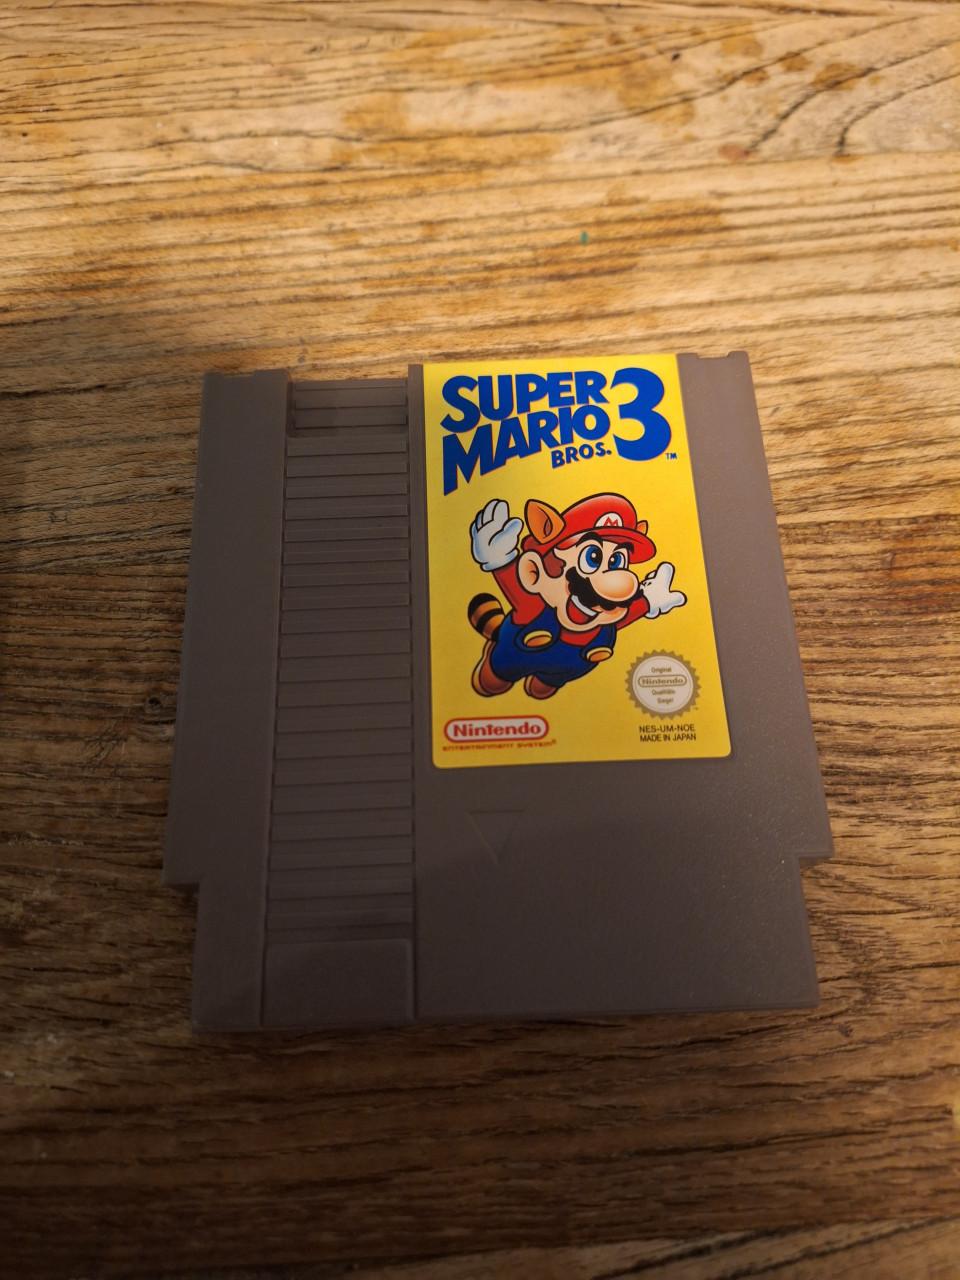 SUPER
MARIO 3
BROS. ™
M
Original
Nintendo
Qualitäts
Siegel
Nintendo
ENTERTAINMENT SYSTEM®
NES-UM-NOE
MADE IN JAPAN